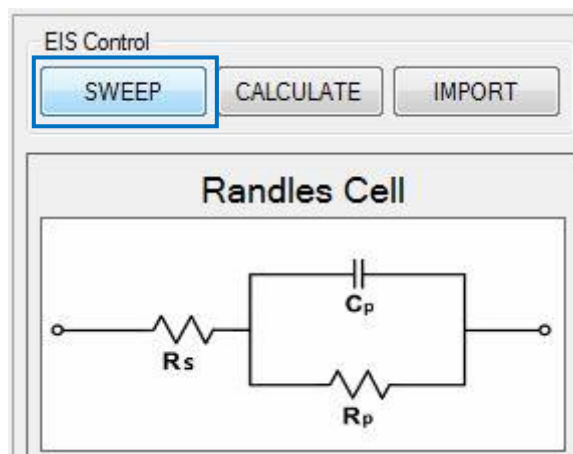 EIS Control
SWEEP CALCULATE IMPORT
Randles Cell
Cp
Rs
Rp